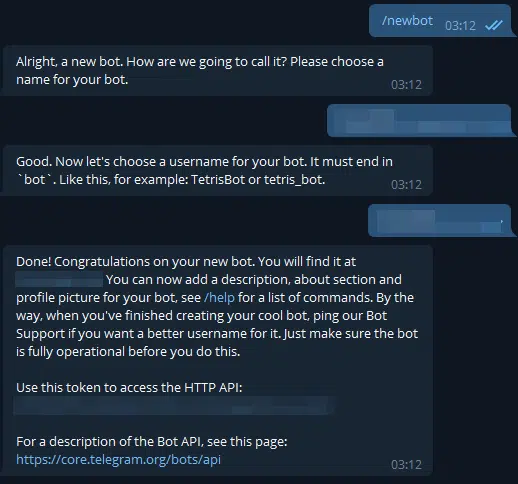 /newbot 03:12
Alright, a new bot. How are we going to call it? Please choose a
name for your bot.
03:12
Good. Now let's choose a username for your bot. It must end in
`bot`. Like this, for example: TetrisBot or tetris_bot.
03:12
Done! Congratulations on your new bot. You will find it at
You can now add a description, about section and
profile picture for your bot, see /help for a list of commands. By the
way, when you've finished creating your cool bot, ping our Bot
Support if you want a better username for it. Just make sure the bot
is fully operational before you do this.
Use this token to access the HTTP API:
For a description of the Bot API, see this page:
https://core.telegram.org/bots/api
03:12